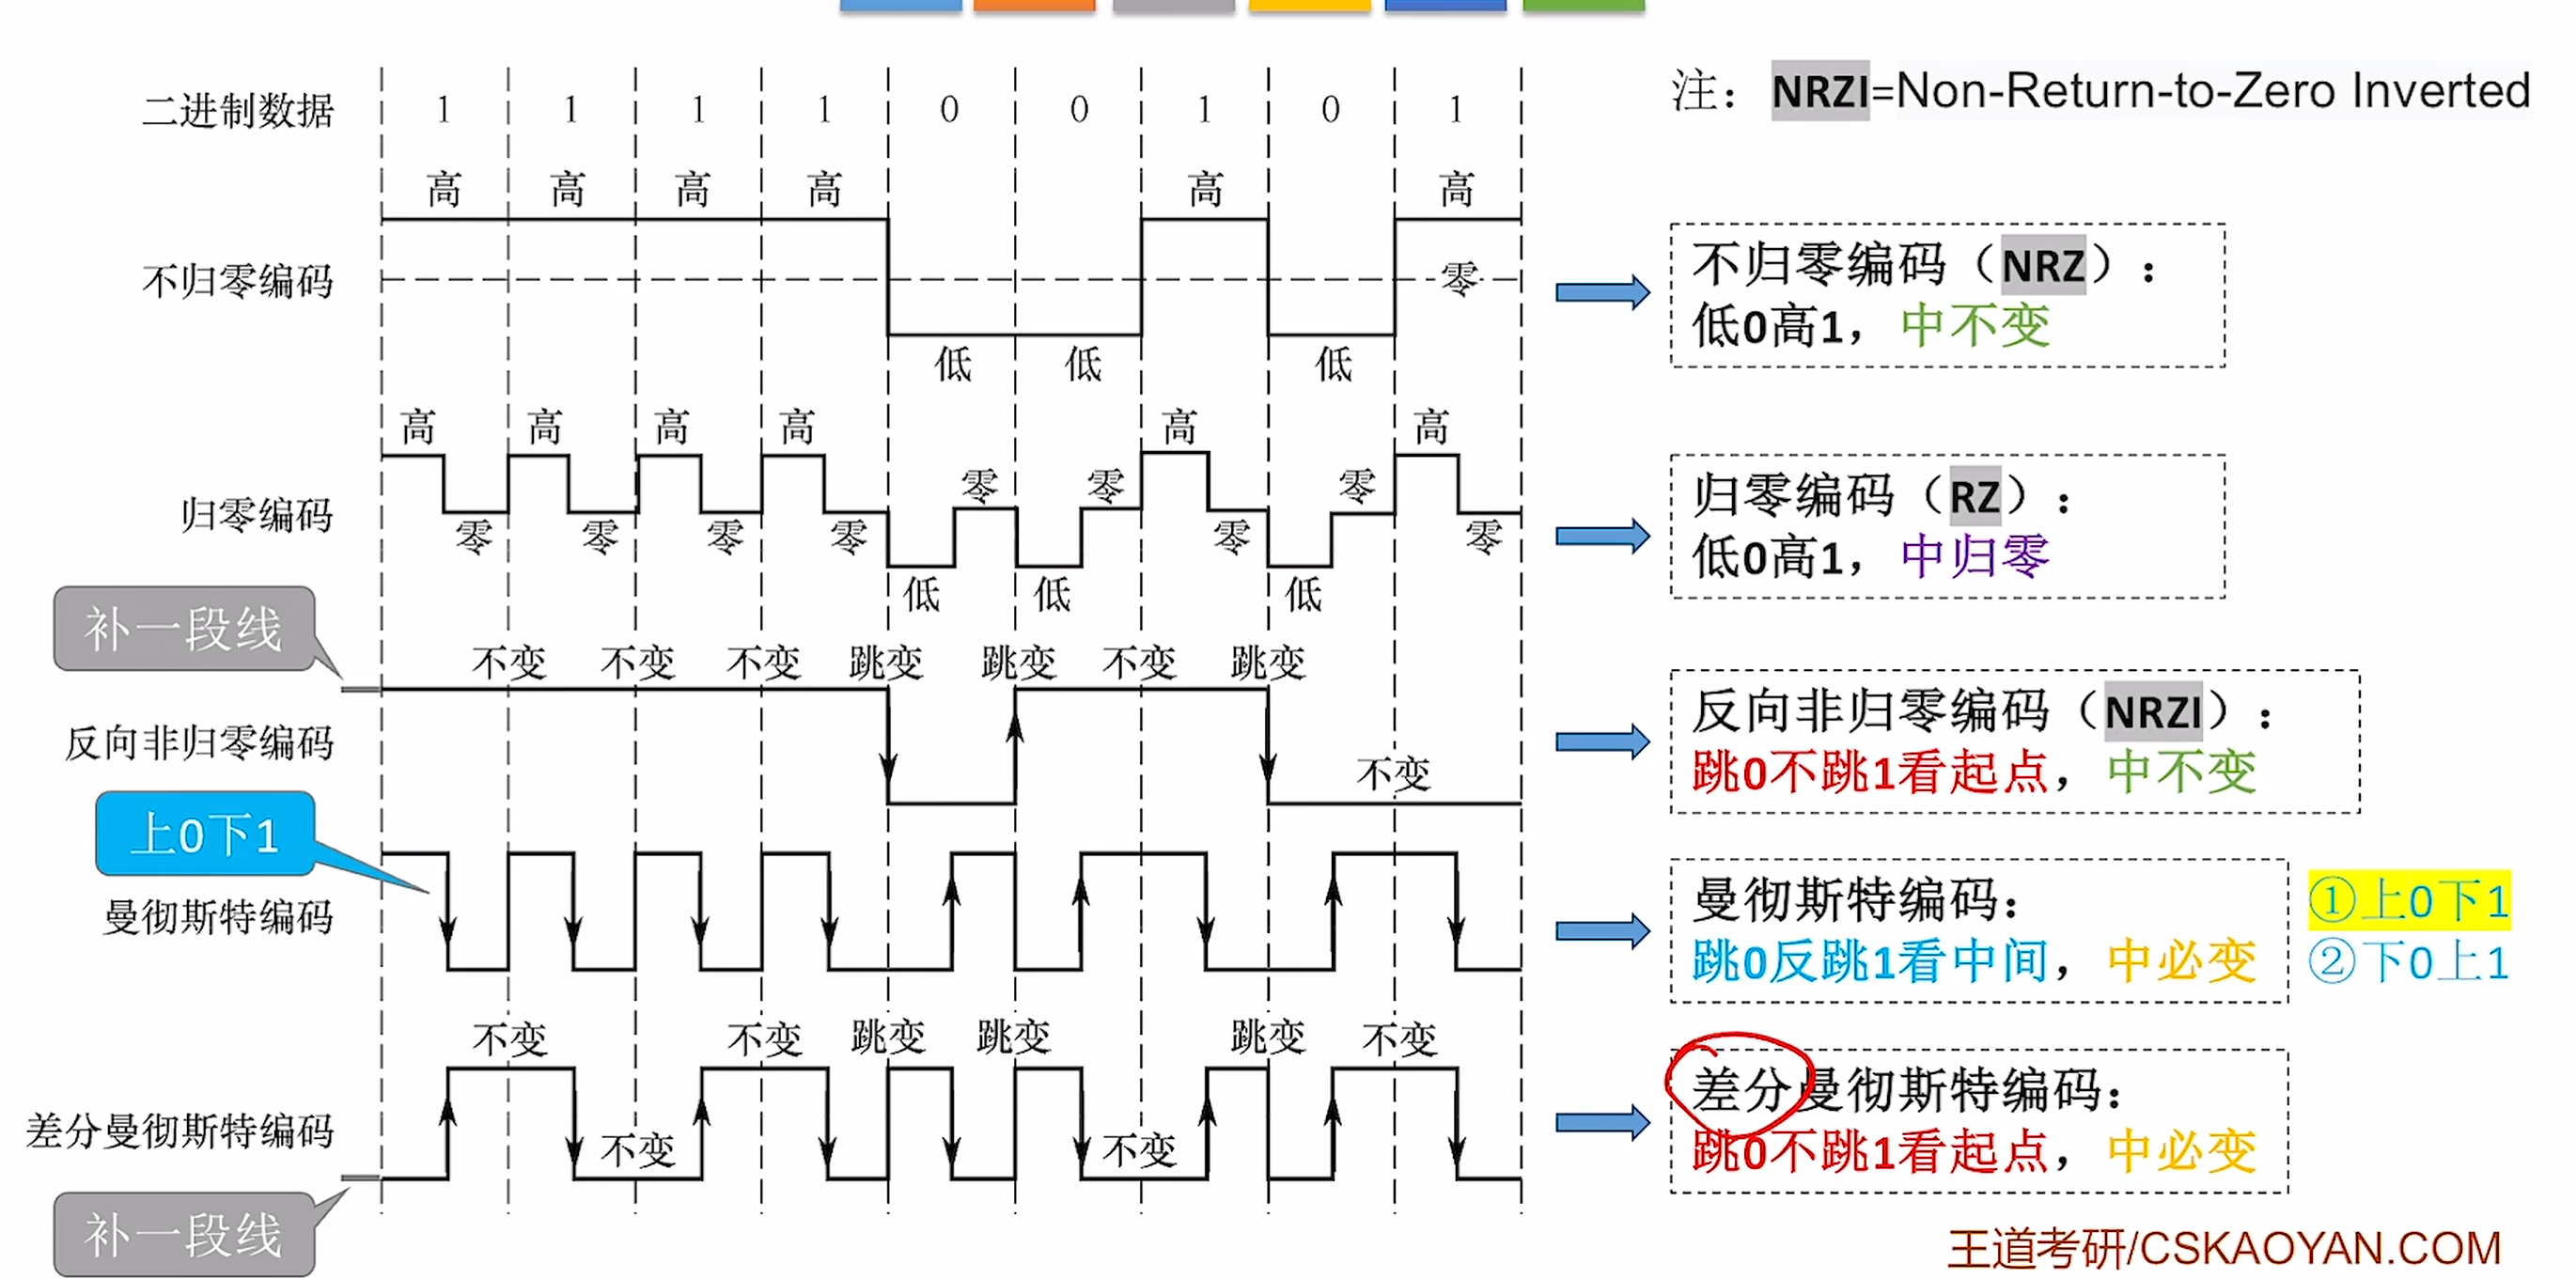 二进制数据 1 1 1 1 0 0 1 0 1
注：NRZI=Non-Return-to-Zero Inverted
高 高 高 高 高 高
不归零编码 零
低 低 低
不归零编码（NRZ）：
低0高1，中不变
高 高 高 高 高 高
零 零 零
归零编码 零 零 零 零 零 零
低 低 低
归零编码（RZ）：
低0高1，中归零
补一段线
不变 不变 不变 跳变 跳变 不变 跳变
反向非归零编码
不变
反向非归零编码（NRZI）：
跳0不跳1看起点，中不变
上0下1
曼彻斯特编码
曼彻斯特编码：
跳0反跳1看中间，中必变
①上0下1
②下0上1
不变 不变 跳变 跳变 跳变 不变
差分曼彻斯特编码 不变 不变
补一段线
差分曼彻斯特编码：
跳0不跳1看起点，中必变
王道考研/CSKAOYAN.COM